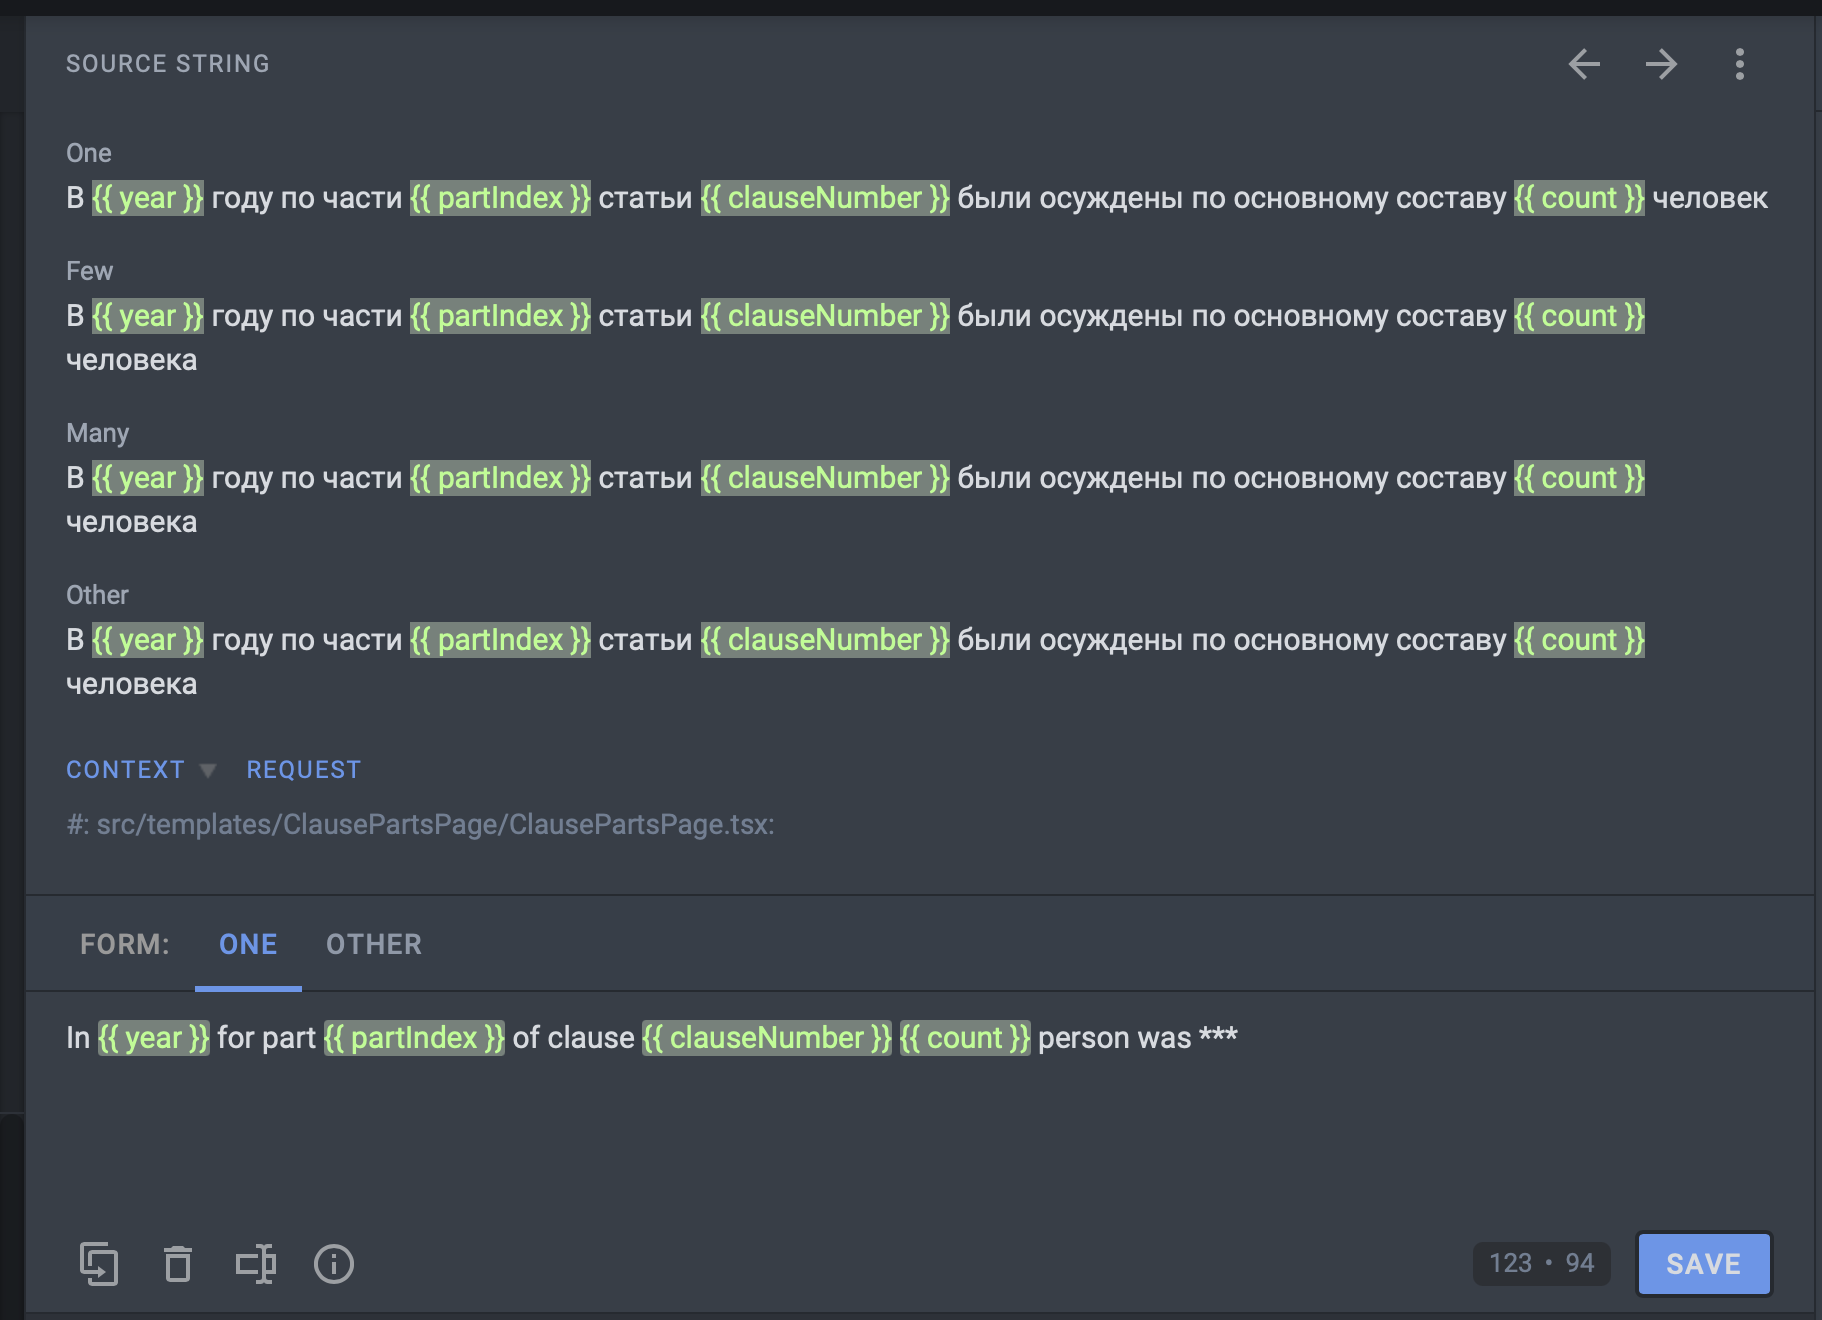 SOURCE STRING
One
В {{ year }} году по части {{ partIndex }} статьи {{ clauseNumber }} были осуждены по основному составу {{ count }} человек
Few
В {{ year }} году по части {{ partIndex }} статьи {{ clauseNumber }} были осуждены по основному составу {{ count }}
человека
Many
В {{ year }} году по части {{ partIndex }} статьи {{ clauseNumber }} были осуждены по основному составу {{ count }}
человека
Other
В {{ year }} году по части {{ partIndex }} статьи {{ clauseNumber }} были осуждены по основному составу {{ count }}
человека
CONTEXT REQUEST
#: src/templates/ClausePartsPage/ClausePartsPage.tsx:
FORM: ONE OTHER
In {{ year }} for part {{ partIndex }} of clause {{ clauseNumber }} {{ count }} person was ***
123 • 94 SAVE